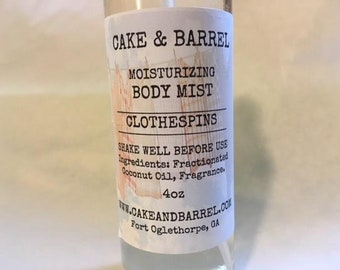 CAKE & BARREL
MOISTURIZING
BODY MIST
CLOTHESPINS
SHAKE WELL BEFORE USE
Ingredients: Fractionated
Coconut Oil, Fragrance.
4oz
WWW.CAKEANDBARREL.COM
Fort Oglethorpe, GA